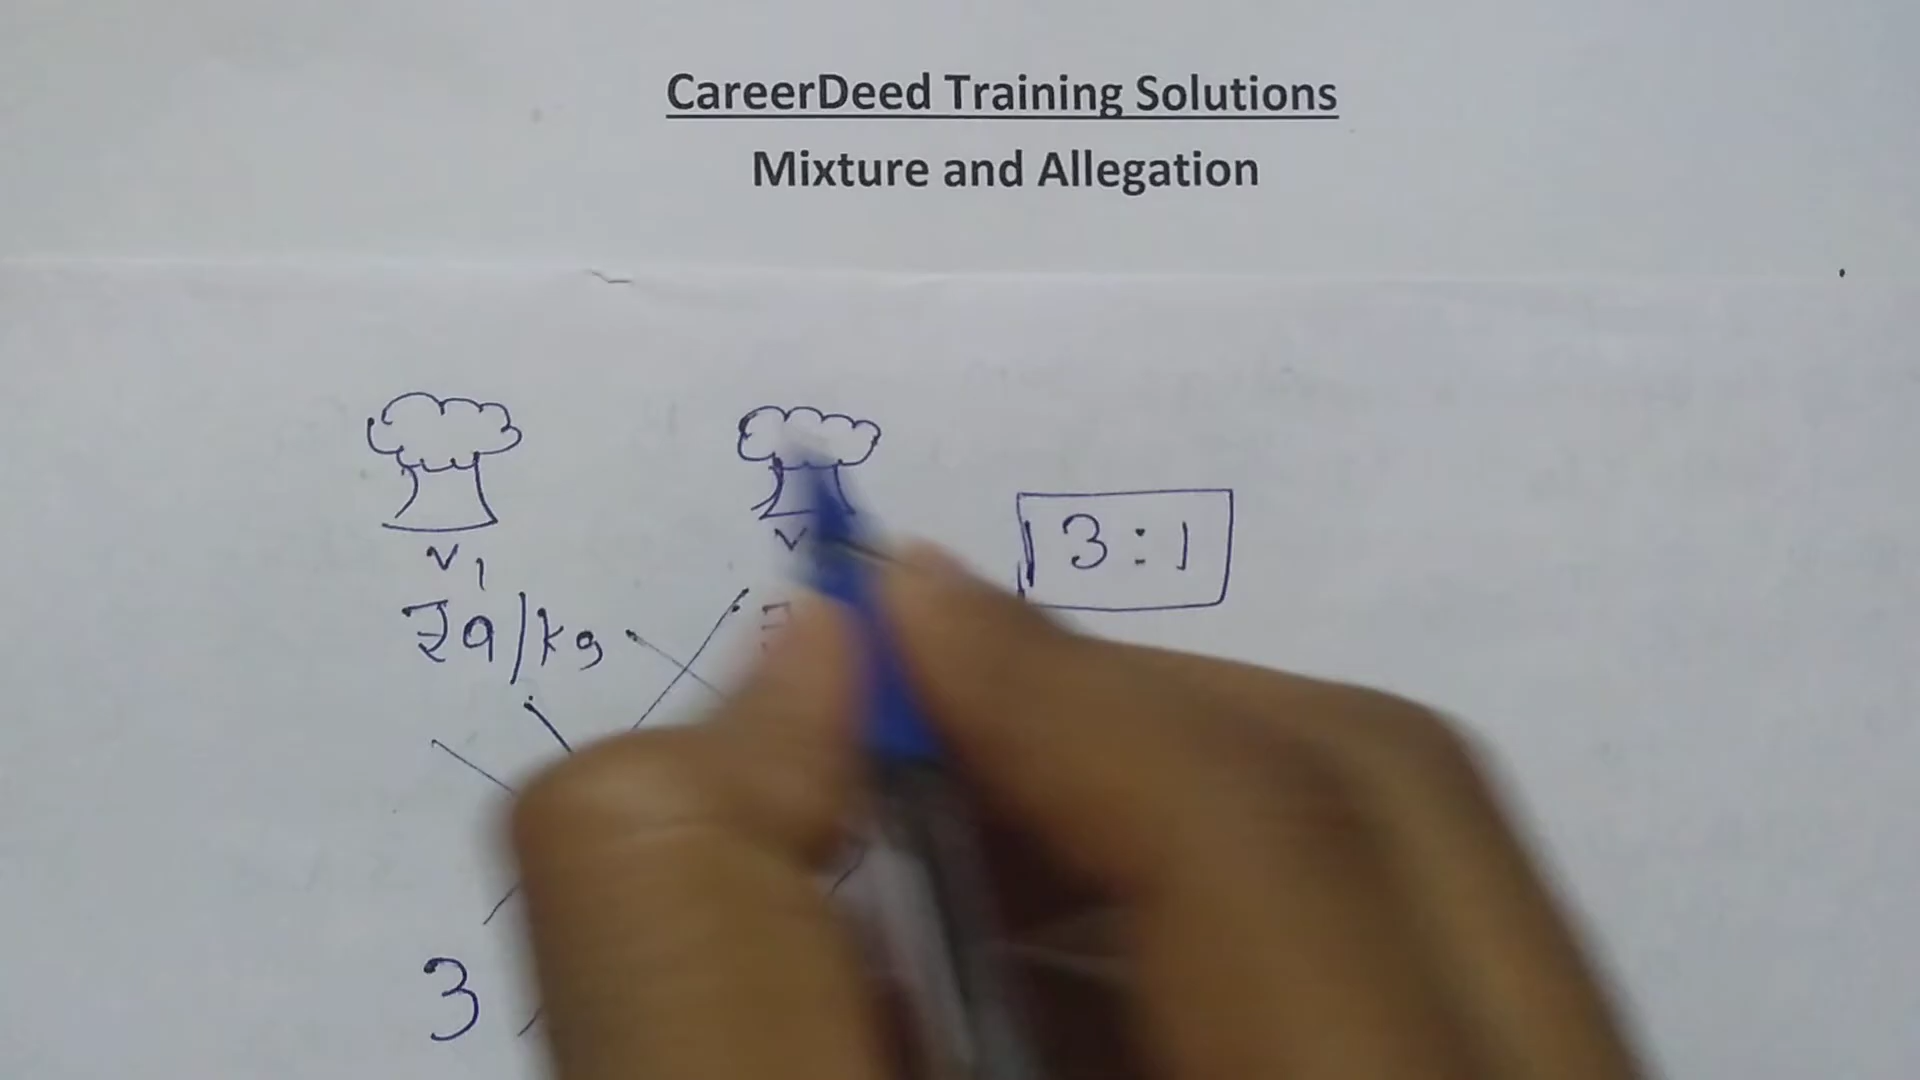 CareerDeed Training Solutions
Mixture and Allegation
3:1
V1
V
₹9/kg
3